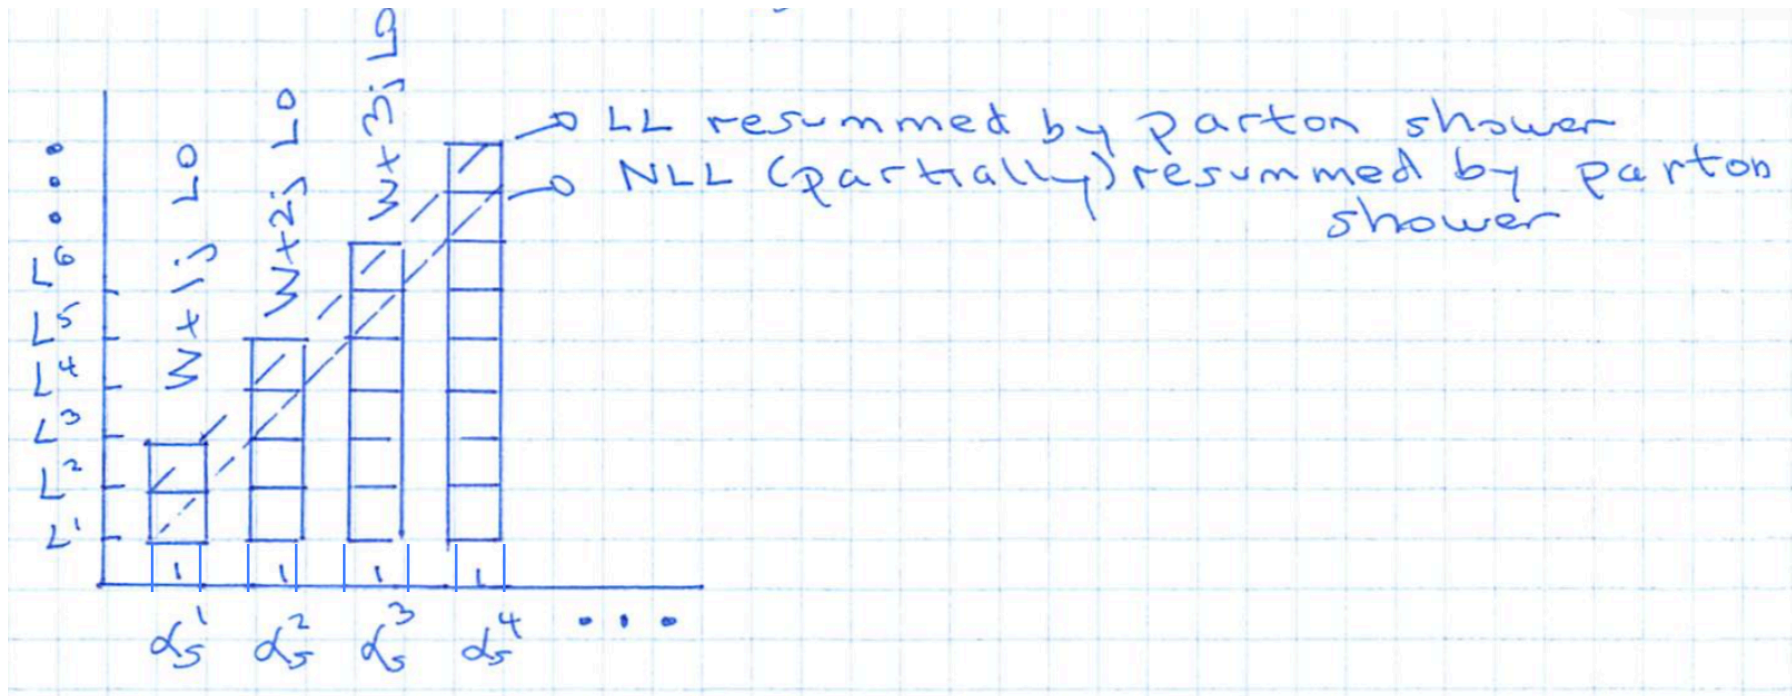 W+1j LO
W+2j LO
W+3j LO
LL resummed by parton shower
NLL (partially) resummed by parton
shower
L⁶
L⁵
L⁴
L³
L²
L¹
1 1 1 1
αs¹ αs² αs³ αs⁴ ...